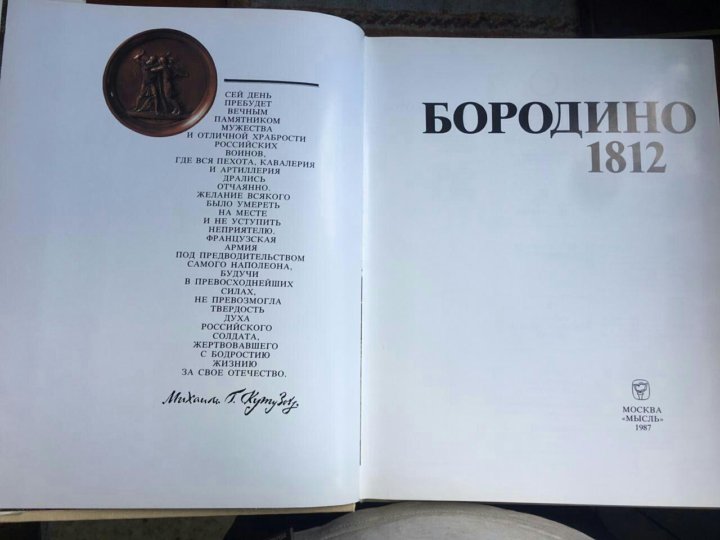 СЕЙ ДЕНЬ
ПРЕБУДЕТ
ВЕЧНЫМ
ПАМЯТНИКОМ
МУЖЕСТВА
И ОТЛИЧНОЙ ХРАБРОСТИ
РОССИЙСКИХ
ВОИНОВ,
ГДЕ ВСЯ ПЕХОТА, КАВАЛЕРИЯ
И АРТИЛЛЕРИЯ
ДРАЛИСЬ
ОТЧАЯННО.
ЖЕЛАНИЕ ВСЯКОГО
БЫЛО УМЕРЕТЬ
НА МЕСТЕ
И НЕ УСТУПИТЬ
НЕПРИЯТЕЛЮ.
ФРАНЦУЗСКАЯ
АРМИЯ
ПОД ПРЕДВОДИТЕЛЬСТВОМ
САМОГО НАПОЛЕОНА,
БУДУЧИ
В ПРЕВОСХОДНЕЙШИХ
СИЛАХ,
НЕ ПРЕВОЗМОГЛА
ТВЕРДОСТЬ
ДУХА
РОССИЙСКОГО
СОЛДАТА,
ЖЕРТВОВАВШЕГО
С БОДРОСТИЮ
ЖИЗНИЮ
ЗА СВОЕ ОТЕЧЕСТВО.
Михаил Г. Кутузов
БОРОДИНО
1812
МОСКВА
«МЫСЛЬ»
1987